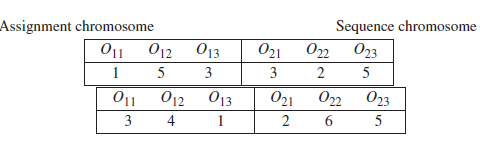 Assignment chromosome Sequence chromosome
O11 O12 O13 O21 O22 O23
1 5 3 3 2 5
O11 O12 O13 O21 O22 O23
3 4 1 2 6 5